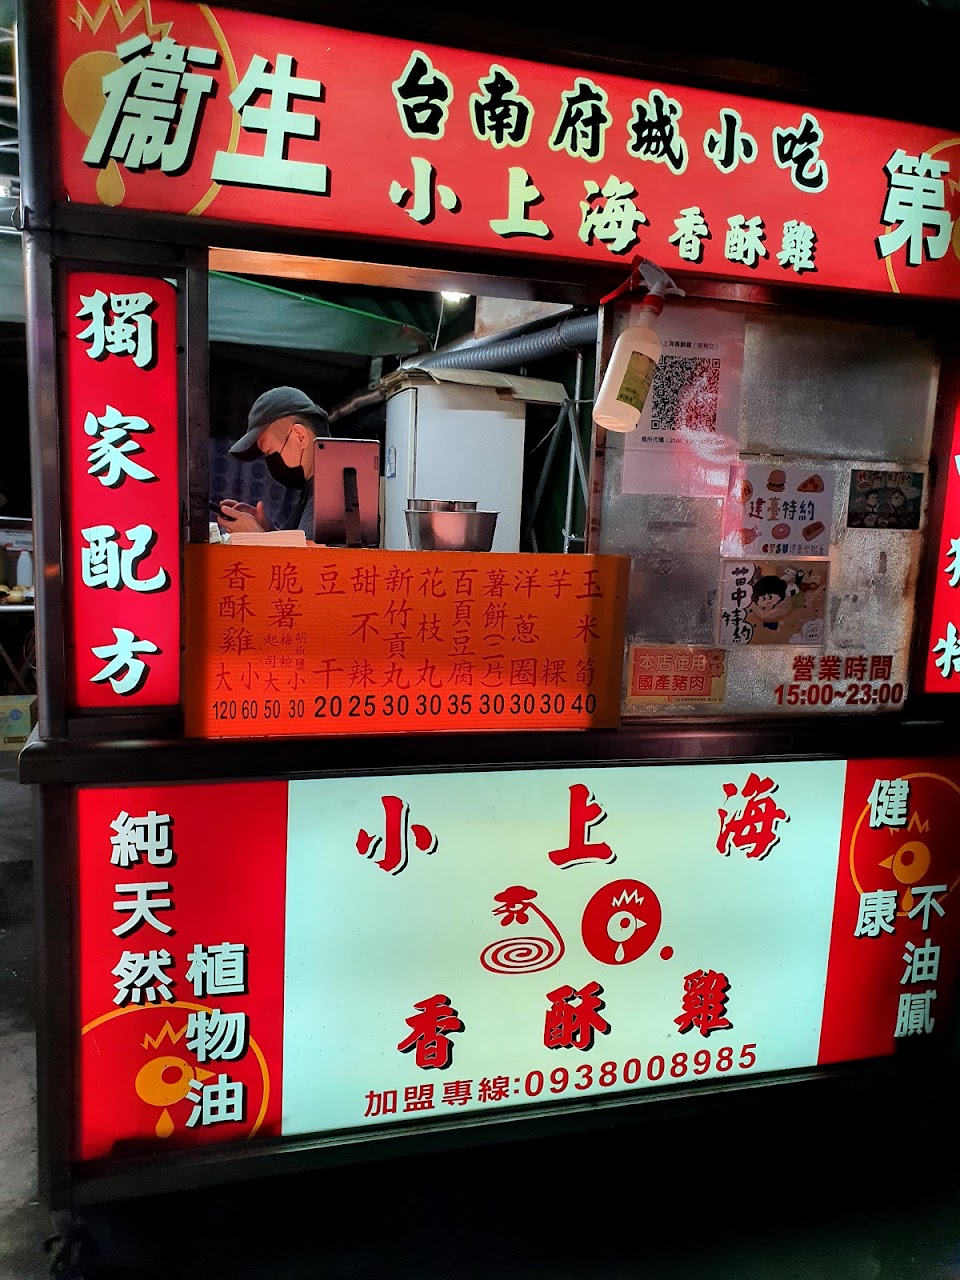 衛生
台南府城小吃
小上海香酥雞
第
獨家配方
香酥雞 大 120 小 60
脆薯 起司 大 50 梅粉 胡椒鹽 小 30
豆干 20
甜不辣 25
新竹貢丸 30
花枝丸 30
百頁豆腐 35
薯餅(二片 30
洋蔥圈 30
芋粿 30
玉米筍 40
建臺特約
CTSU
苗中特約
本店使用
國產豬肉
營業時間
15:00~23:00
純天然
植物油
小上海
香酥雞
加盟專線:0938008985
健康
不油膩